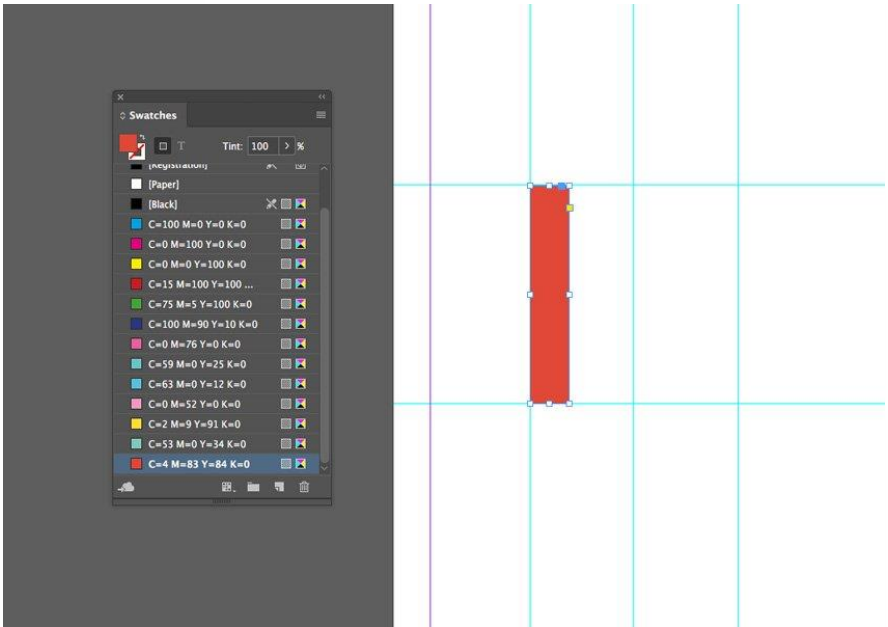 Swatches
T Tint: 100 > %
[Registration]
[Paper]
[Black]
C=100 M=0 Y=0 K=0
C=0 M=100 Y=0 K=0
C=0 M=0 Y=100 K=0
C=15 M=100 Y=100 ...
C=75 M=5 Y=100 K=0
C=100 M=90 Y=10 K=0
C=0 M=76 Y=0 K=0
C=59 M=0 Y=25 K=0
C=63 M=0 Y=12 K=0
C=0 M=52 Y=0 K=0
C=2 M=9 Y=91 K=0
C=53 M=0 Y=34 K=0
C=4 M=83 Y=84 K=0